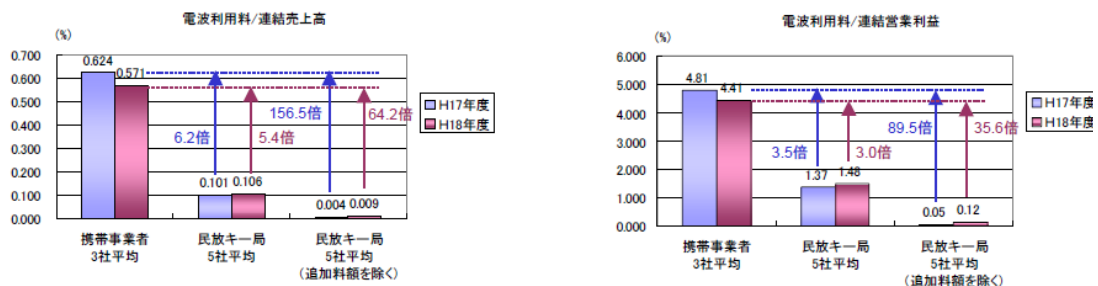 電波利用料/連結売上高
(%)
0.700
0.600
0.500
0.400
0.300
0.200
0.100
0.000
0.624
0.571
6.2倍
5.4倍
156.5倍
64.2倍
0.101
0.106
0.004
0.009
携帯事業者
3社平均
民放キー局
5社平均
民放キー局
5社平均
(追加料額を除く)
H17年度
H18年度
電波利用料/連結営業利益
(%)
6.000
5.000
4.000
3.000
2.000
1.000
0.000
4.81
4.41
3.5倍
3.0倍
89.5倍
35.6倍
1.37
1.48
0.05
0.12
携帯事業者
3社平均
民放キー局
5社平均
民放キー局
5社平均
(追加料額を除く)
H17年度
H18年度